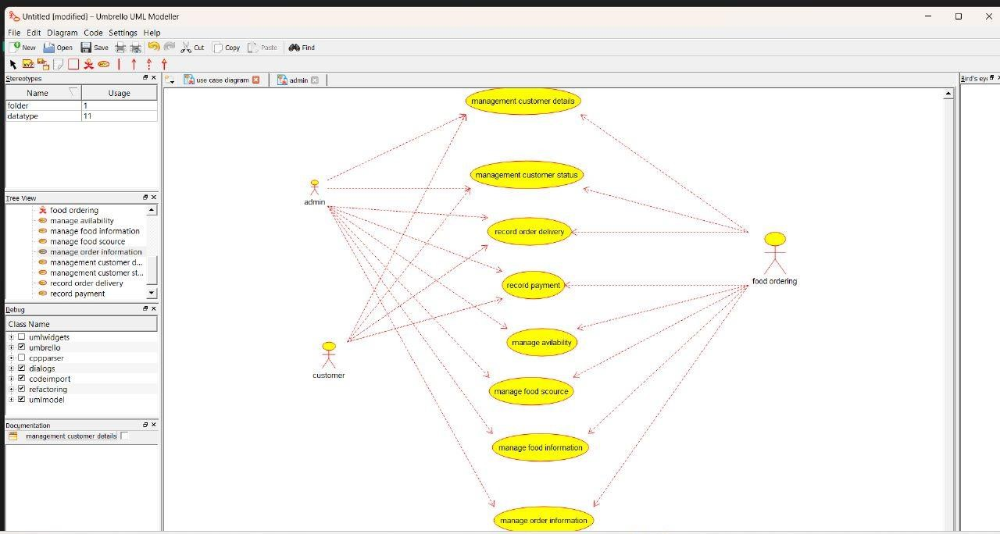 Untitled [modified] – Umbrello UML Modeller
File Edit Diagram Code Settings Help
New Open Save Cut Copy Paste Find
Stereotypes
Name Usage
folder 1
datatype 11
Tree View
food ordering
manage avilability
manage food information
manage food scource
manage order information
management customer d...
management customer st...
record order delivery
record payment
Debug
Class Name
umlwidgets
umbrello
cppparser
dialogs
codeimport
refactoring
umlmodel
Documentation
management customer details
use case diagram admin
management customer details
management customer status
admin
record order delivery
food ordering
record payment
manage avilability
customer
manage food scource
manage food information
manage order information
Bird's ey